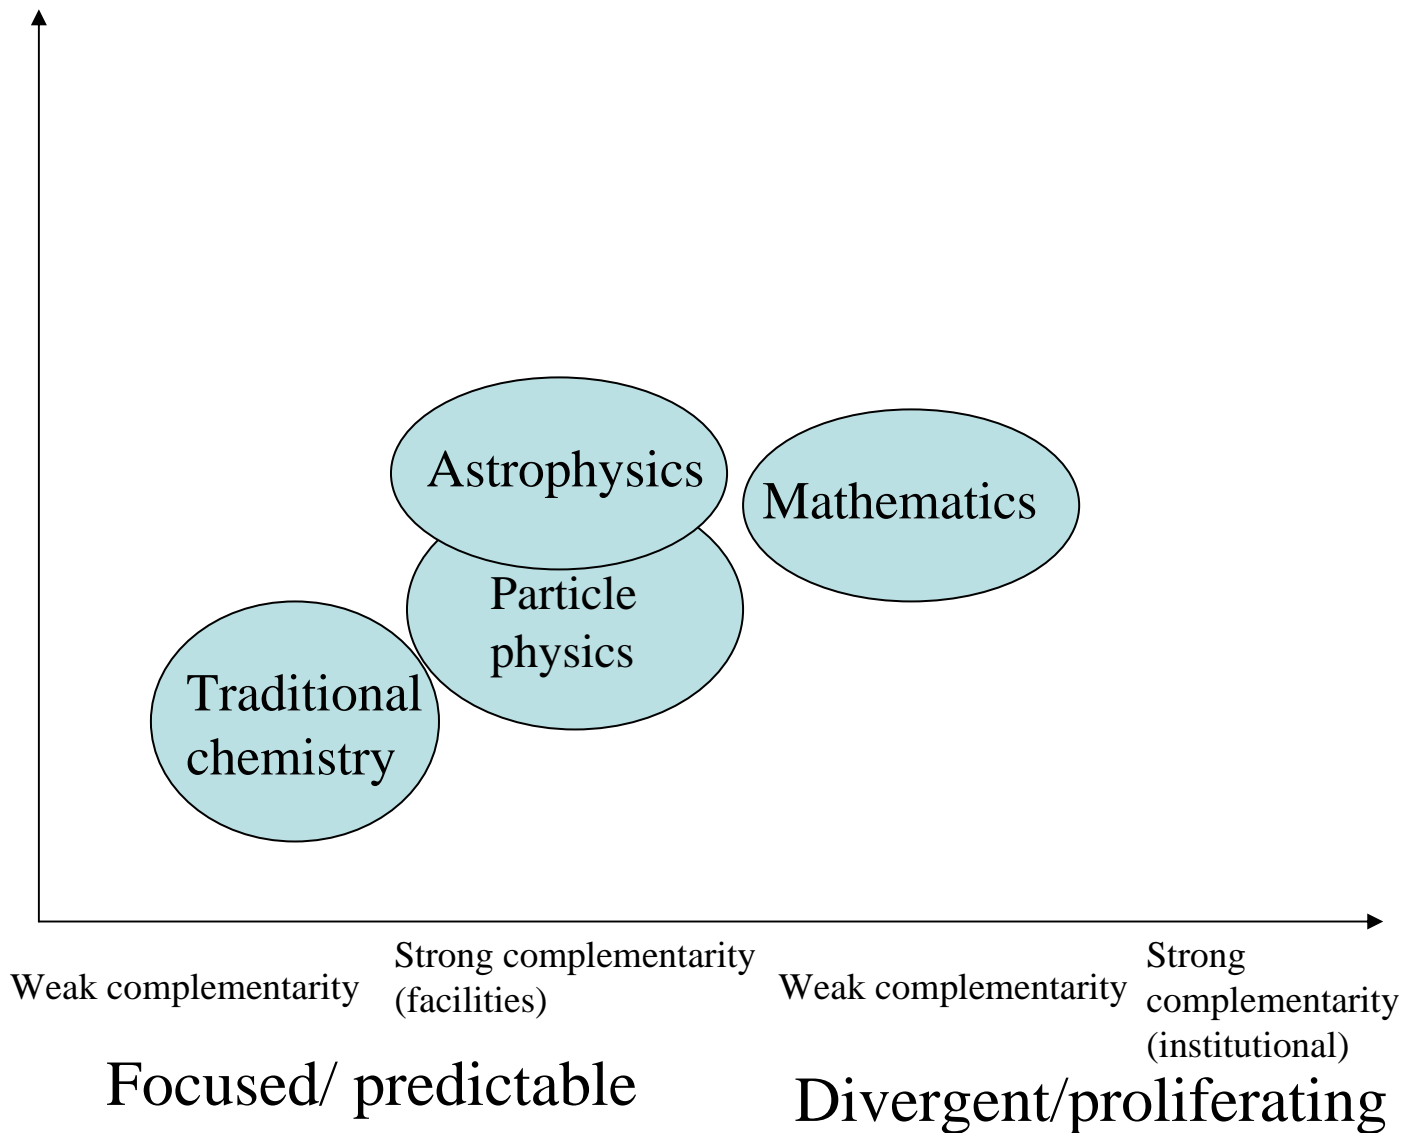 Astrophysics
Mathematics
Particle
physics
Traditional
chemistry
Weak complementarity
Strong complementarity
(facilities)
Weak complementarity
Strong
complementarity
(institutional)
Focused/ predictable
Divergent/proliferating